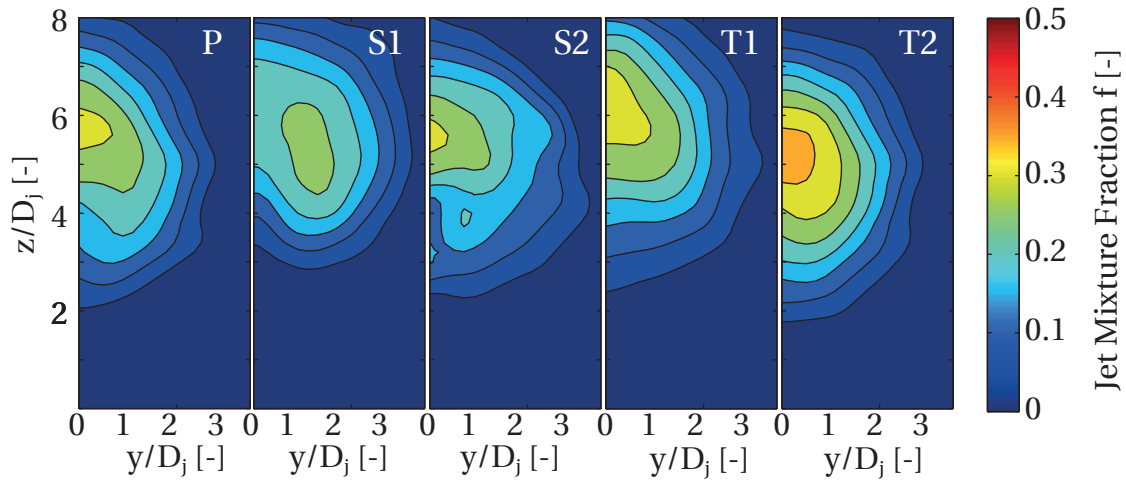 P S1 S2 T1 T2
8
6
4
2
z/Dⱼ [-]
0 1 2 3 0 1 2 3 0 1 2 3 0 1 2 3 0 1 2 3
y/Dⱼ [-] y/Dⱼ [-] y/Dⱼ [-] y/Dⱼ [-] y/Dⱼ [-]
0.5
0.4
0.3
0.2
0.1
0
Jet Mixture Fraction f [-]